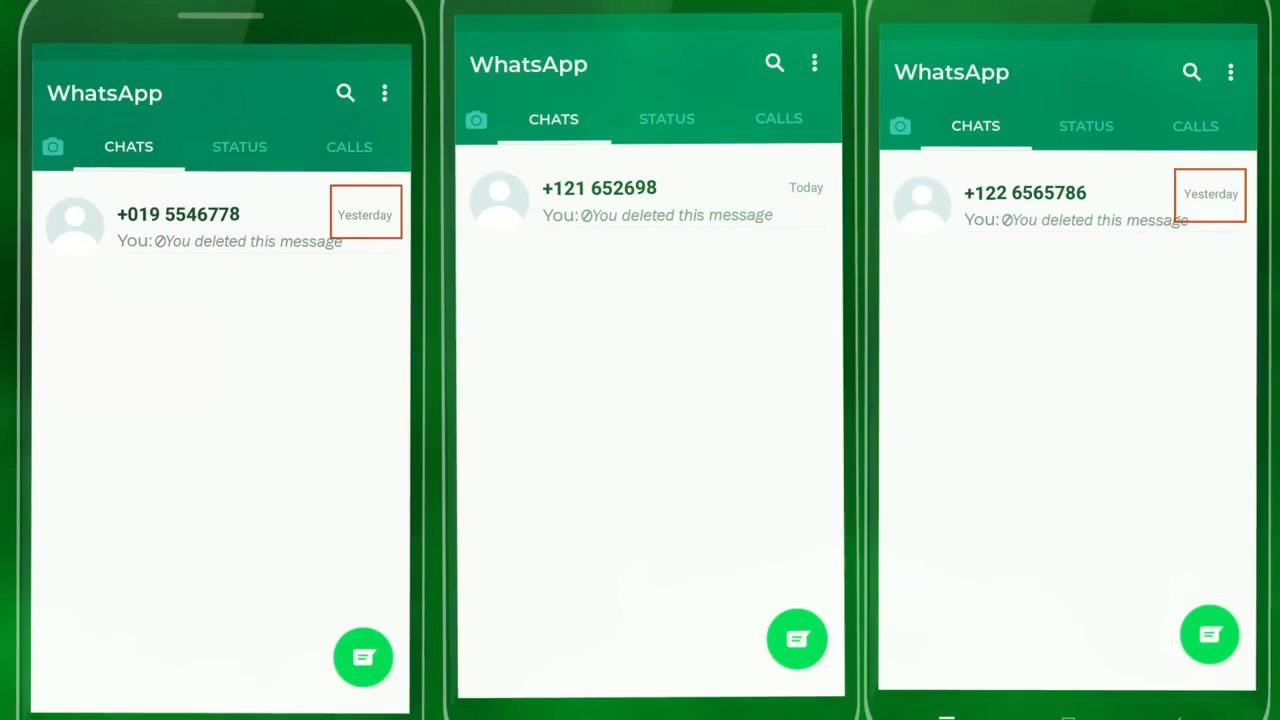 WhatsApp
CHATS STATUS CALLS
+019 5546778 Yesterday
You: You deleted this message
WhatsApp
CHATS STATUS CALLS
+121 652698 Today
You: You deleted this message
WhatsApp
CHATS STATUS CALLS
+122 6565786 Yesterday
You: You deleted this message